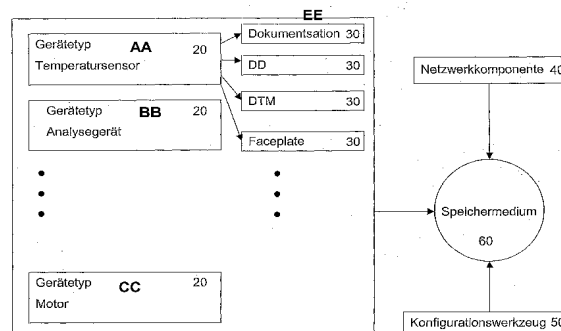 EE
Gerätetyp AA 20
Temperatursensor
Dokumentsation 30
DD 30
DTM 30
Faceplate 30
Gerätetyp BB 20
Analysegerät
Gerätetyp CC 20
Motor
Netzwerkkomponente 40
Speichermedium
60
Konfigurationswerkzeug 50